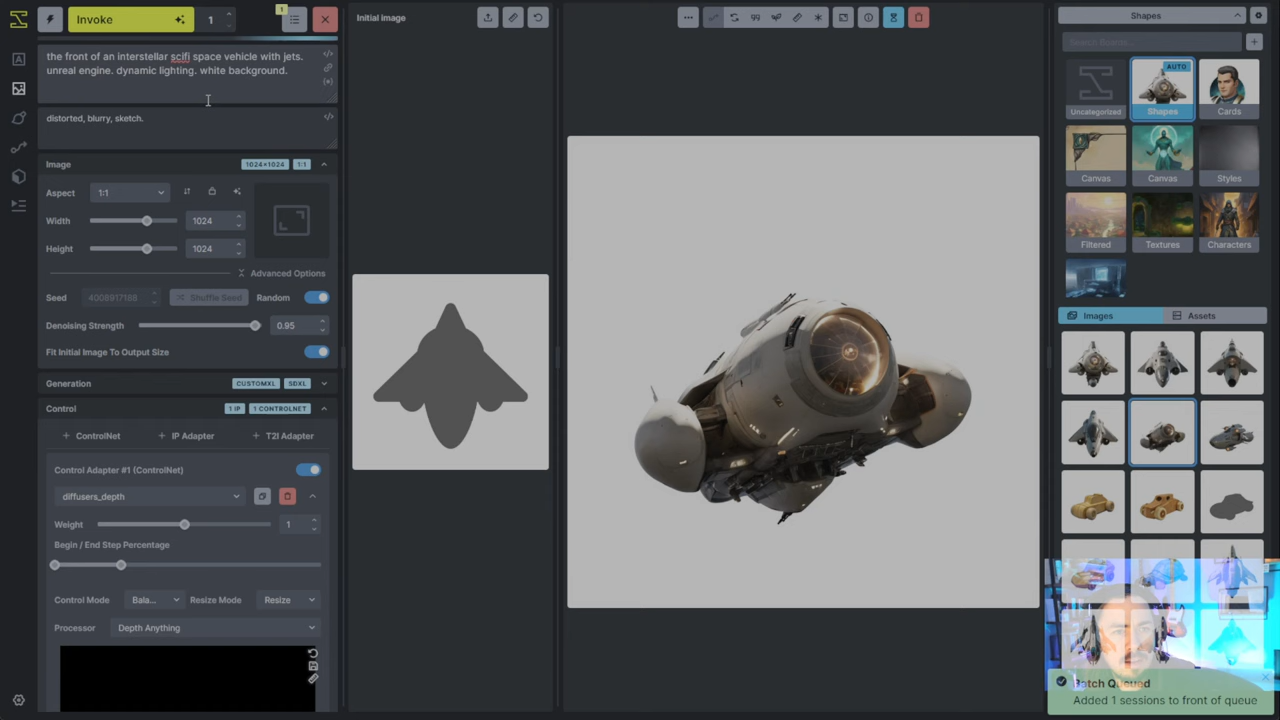 Invoke
1
1
the front of an interstellar scifi space vehicle with jets.
unreal engine. dynamic lighting. white background.
distorted, blurry, sketch.
Image
1024×1024
1:1
Aspect
1:1
Width
1024
Height
1024
Advanced Options
Seed
4008917188
Shuffle Seed
Random
Denoising Strength
0.95
Fit Initial Image To Output Size
Generation
CUSTOMXL
SDXL
Control
1 IP
1 CONTROLNET
+ ControlNet
+ IP Adapter
+ T2I Adapter
Control Adapter #1 (ControlNet)
diffusers_depth
Weight
1
Begin / End Step Percentage
Control Mode
Bala...
Resize Mode
Resize
Processor
Depth Anything
Initial image
Shapes
Search Boards...
AUTO
Uncategorized
Shapes
Cards
Canvas
Canvas
Styles
Filtered
Textures
Characters
Images
Assets
Batch Queued
Added 1 sessions to front of queue